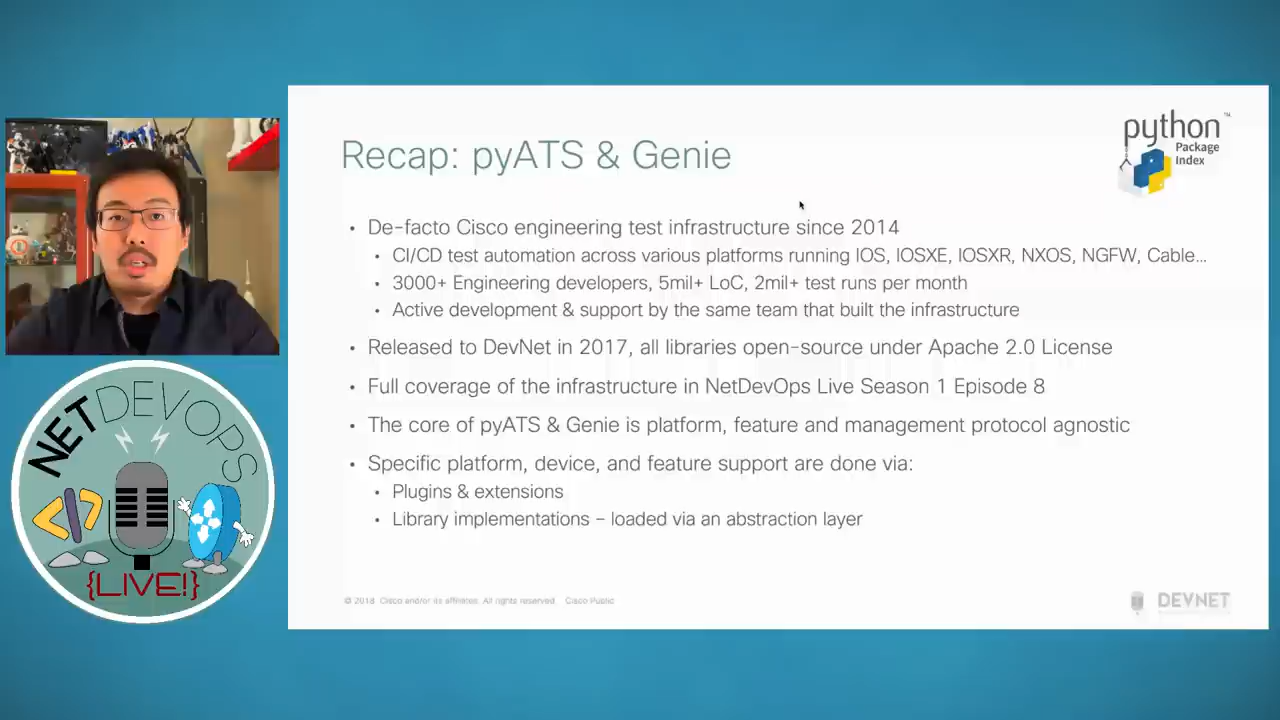 python™
Package
Index
Recap: pyATS & Genie
• De-facto Cisco engineering test infrastructure since 2014
• CI/CD test automation across various platforms running IOS, IOSXE, IOSXR, NXOS, NGFW, Cable...
• 3000+ Engineering developers, 5mil+ LoC, 2mil+ test runs per month
• Active development & support by the same team that built the infrastructure
• Released to DevNet in 2017, all libraries open-source under Apache 2.0 License
• Full coverage of the infrastructure in NetDevOps Live Season 1 Episode 8
• The core of pyATS & Genie is platform, feature and management protocol agnostic
• Specific platform, device, and feature support are done via:
• Plugins & extensions
• Library implementations – loaded via an abstraction layer
© 2018 Cisco and/or its affiliates. All rights reserved. Cisco Public
DEVNET
NETDEVOPS
</>
{LIVE!}